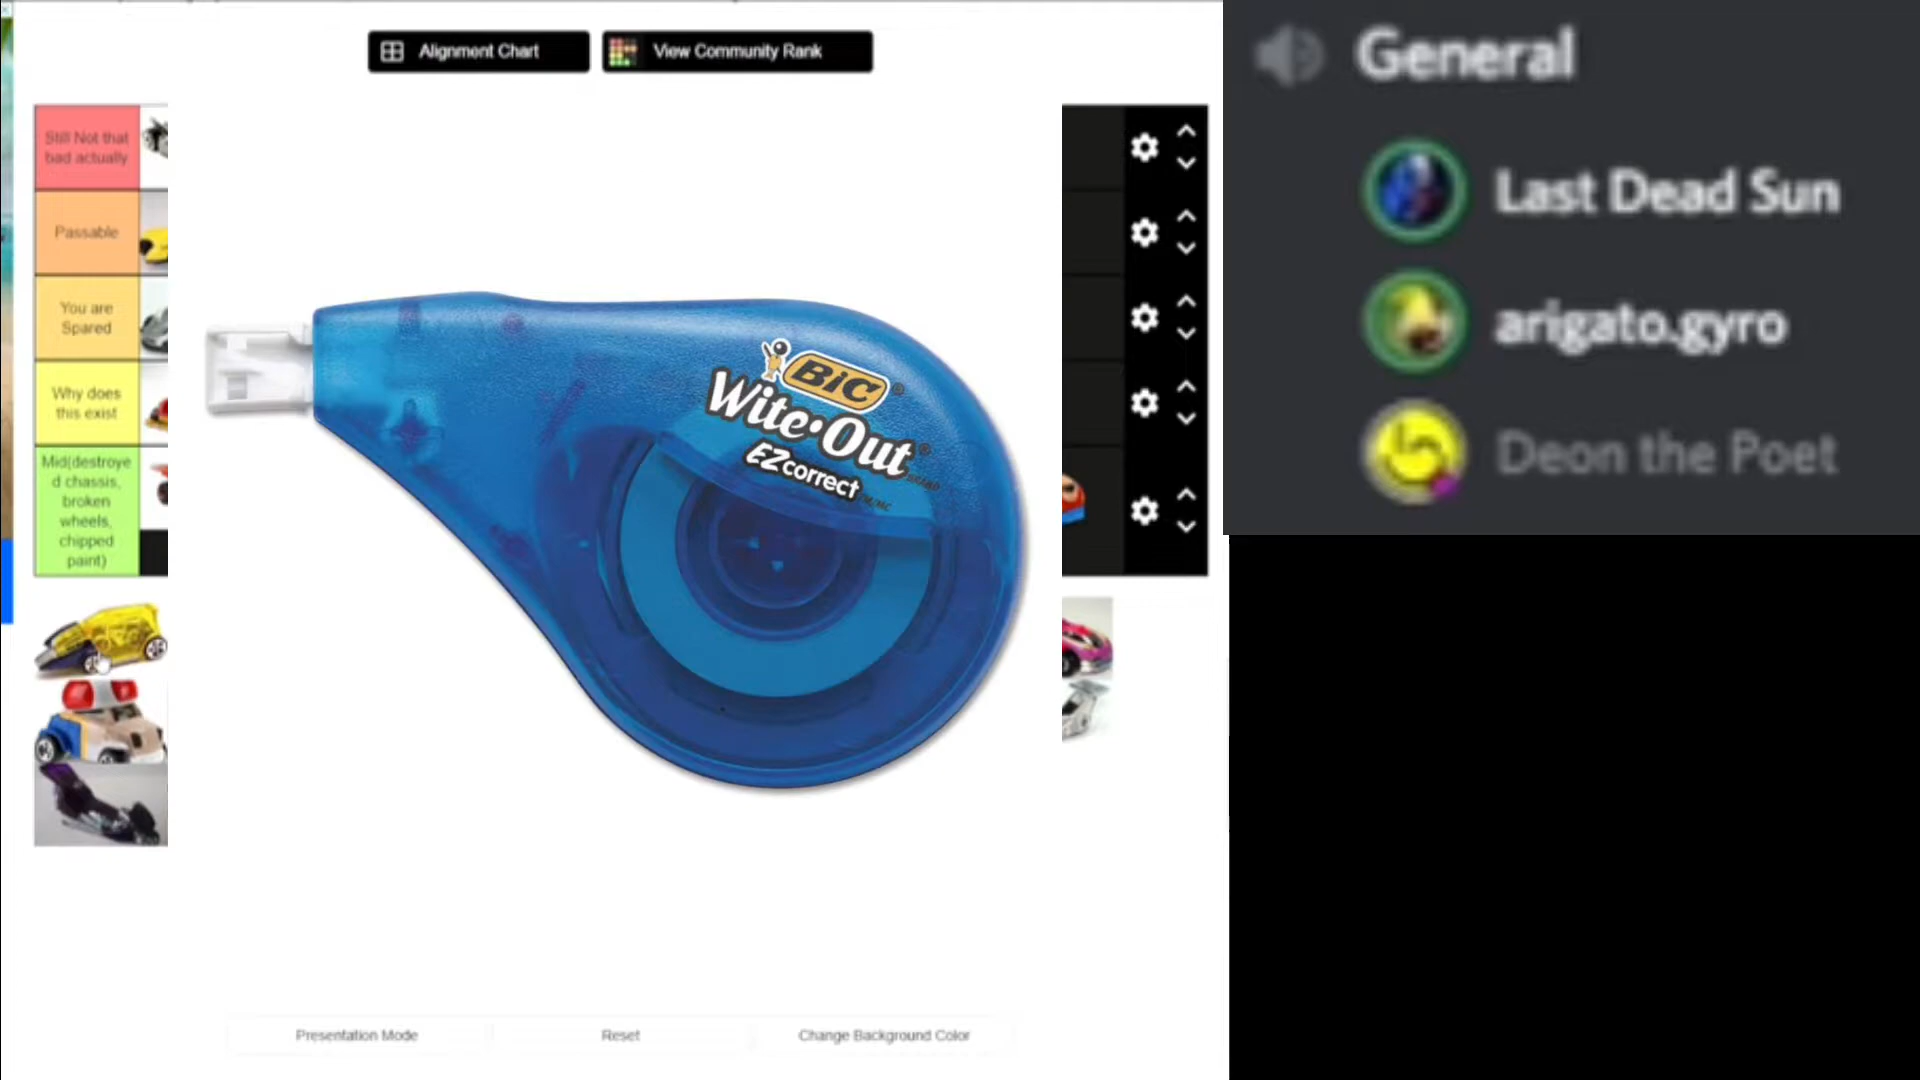 Alignment Chart
View Community Rank
Still Not that
bad actually
Passable
You are
Spared
Why does
this exist
Mid(destroye
d chassis,
broken
wheels,
chipped
paint)
BiC
Wite•Out
EZcorrect
Presentation Mode
Reset
Change Background Color
General
Last Dead Sun
arigato.gyro
Deon the Poet